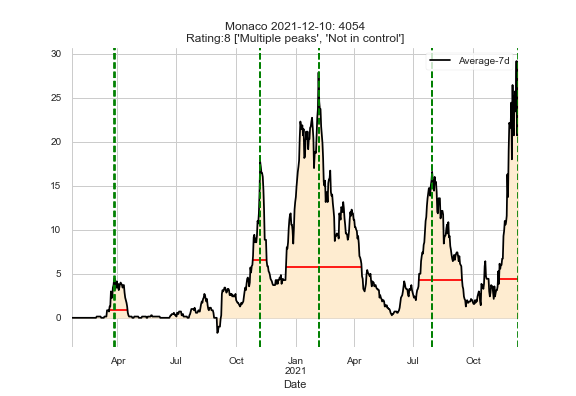 Monaco 2021-12-10: 4054
Rating:8 ['Multiple peaks', 'Not in control']
Average-7d
30
25
20
15
10
5
0
Apr Jul Oct Jan Apr Jul Oct
2021
Date